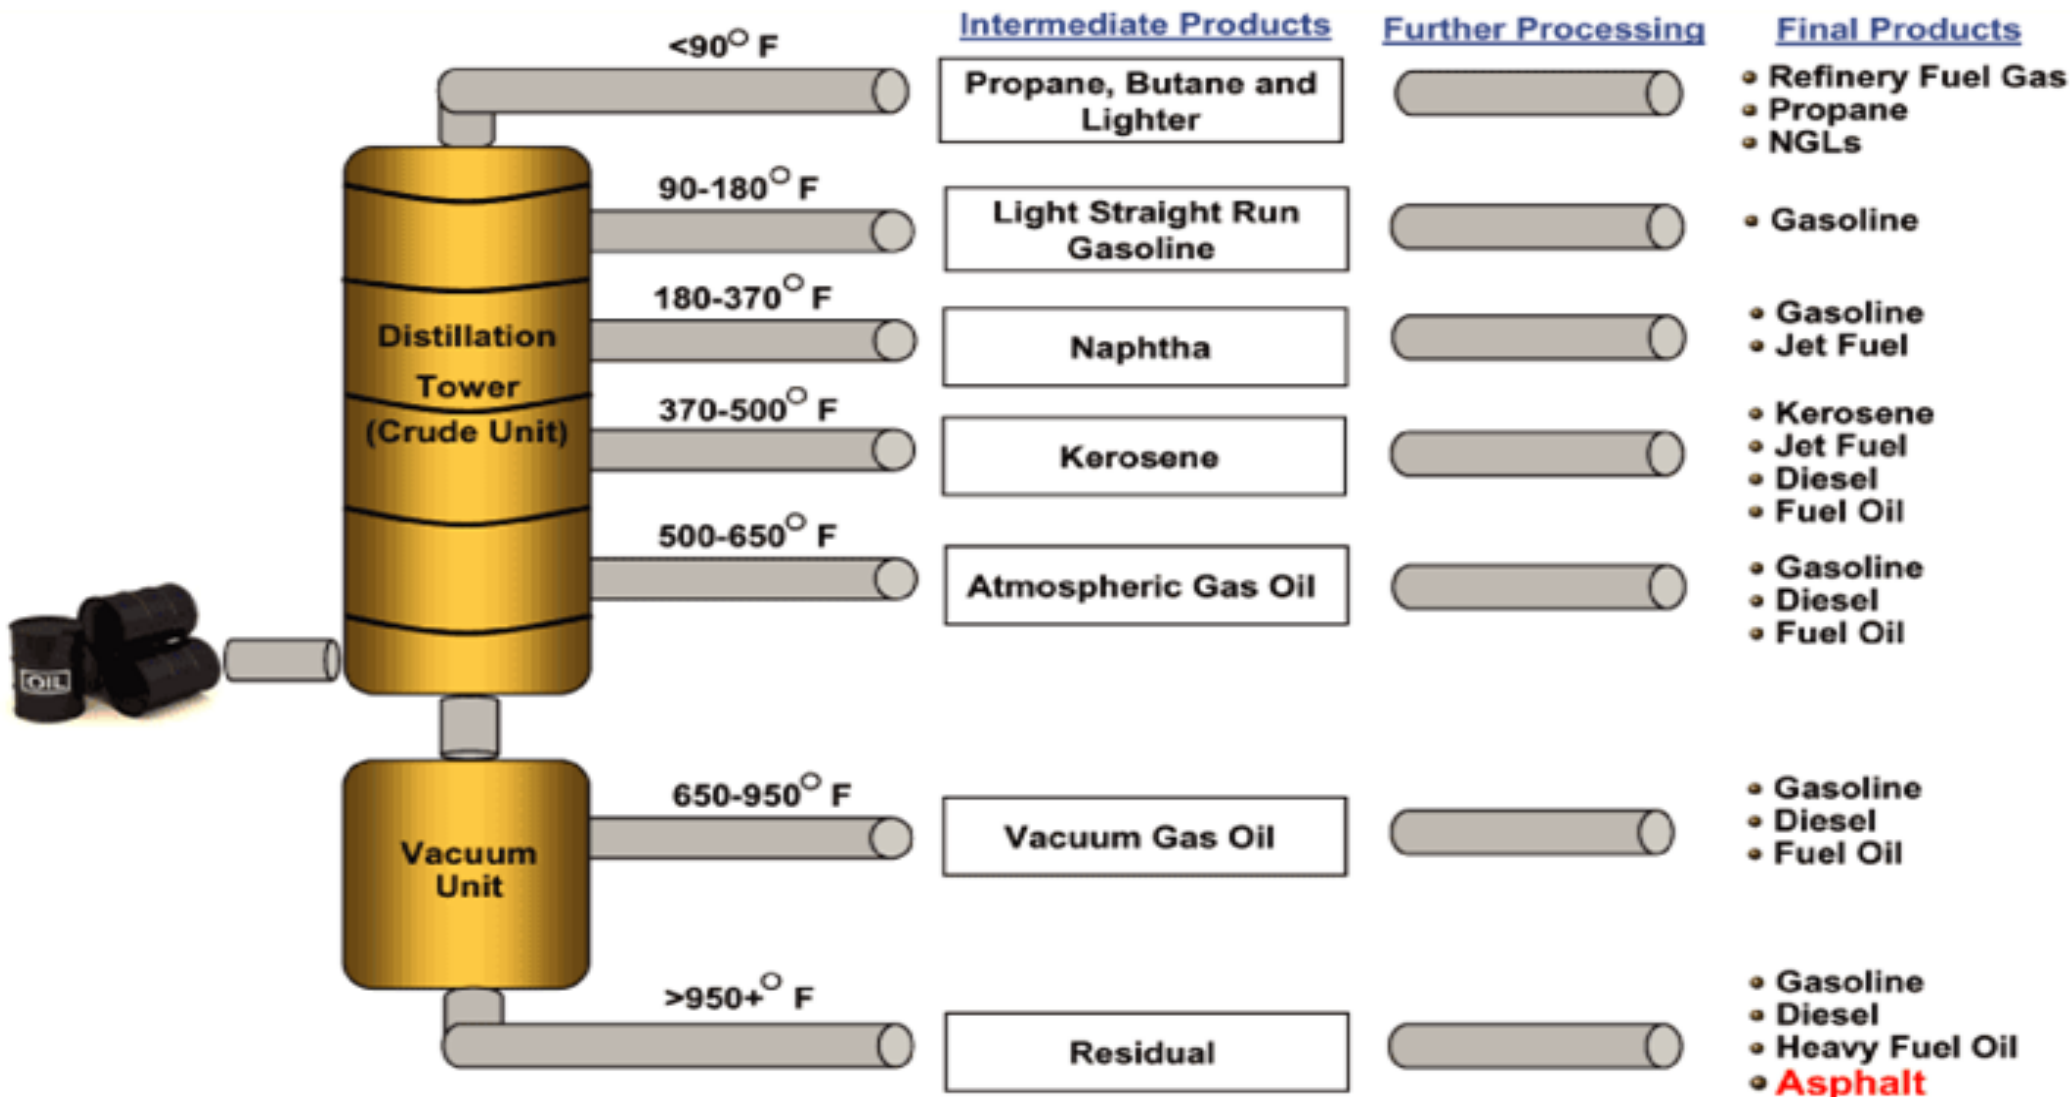 Intermediate Products
Further Processing
Final Products
<90° F
Propane, Butane and
Lighter
• Refinery Fuel Gas
• Propane
• NGLs
90-180° F
Light Straight Run
Gasoline
• Gasoline
180-370° F
Naphtha
• Gasoline
• Jet Fuel
Distillation
Tower
(Crude Unit)
370-500° F
Kerosene
• Kerosene
• Jet Fuel
• Diesel
• Fuel Oil
500-650° F
Atmospheric Gas Oil
• Gasoline
• Diesel
• Fuel Oil
OIL
650-950° F
Vacuum
Unit
Vacuum Gas Oil
• Gasoline
• Diesel
• Fuel Oil
>950+° F
Residual
• Gasoline
• Diesel
• Heavy Fuel Oil
• Asphalt